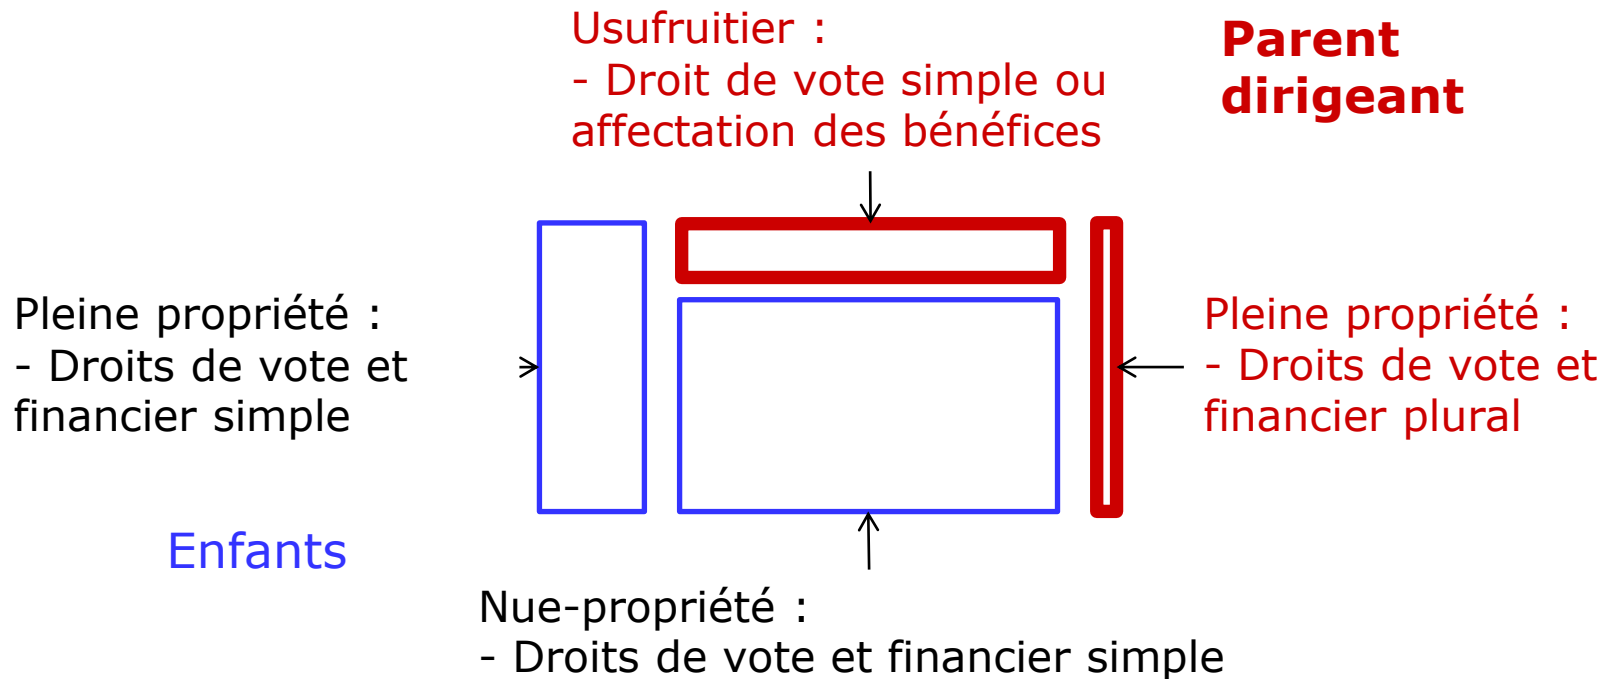 Usufruitier :
- Droit de vote simple ou
affectation des bénéfices
Parent
dirigeant
Pleine propriété :
- Droits de vote et
financier simple
Pleine propriété :
- Droits de vote et
financier plural
Enfants
Nue-propriété :
- Droits de vote et financier simple